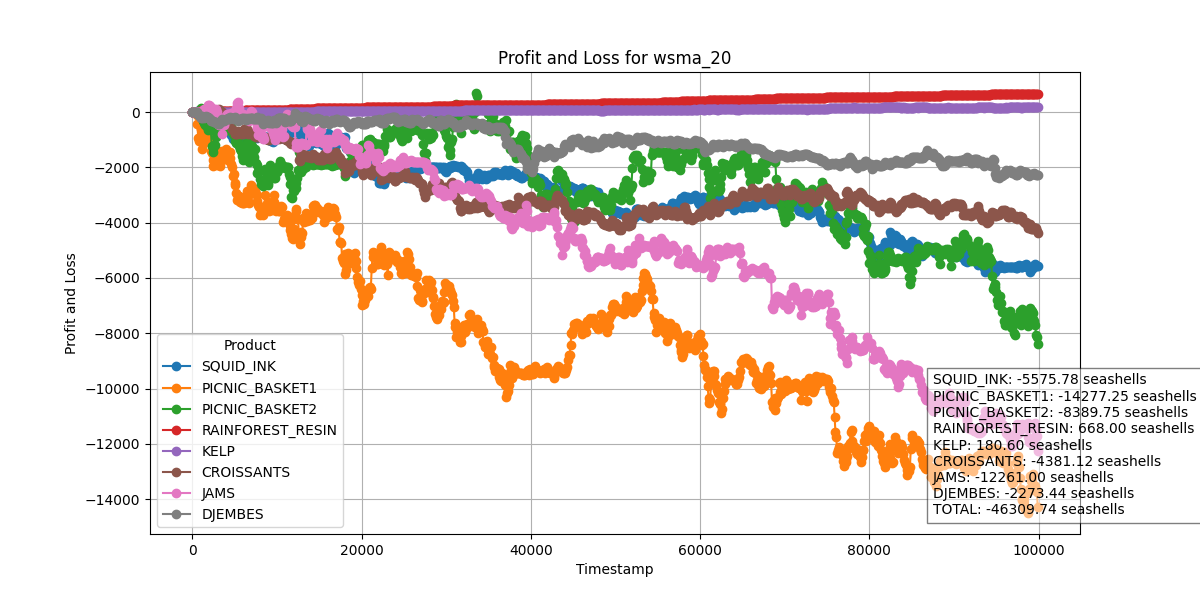 Profit and Loss for wsma_20
Profit and Loss
0
−2000
−4000
−6000
−8000
−10000
−12000
−14000
Product
SQUID_INK
PICNIC_BASKET1
PICNIC_BASKET2
RAINFOREST_RESIN
KELP
CROISSANTS
JAMS
DJEMBES
SQUID_INK: -5575.78 seashells
PICNIC_BASKET1: -14277.25 seashells
PICNIC_BASKET2: -8389.75 seashells
RAINFOREST_RESIN: 668.00 seashells
KELP: 180.60 seashells
CROISSANTS: -4381.12 seashells
JAMS: -12261.00 seashells
DJEMBES: -2273.44 seashells
TOTAL: -46309.74 seashells
0 20000 40000 60000 80000 100000
Timestamp